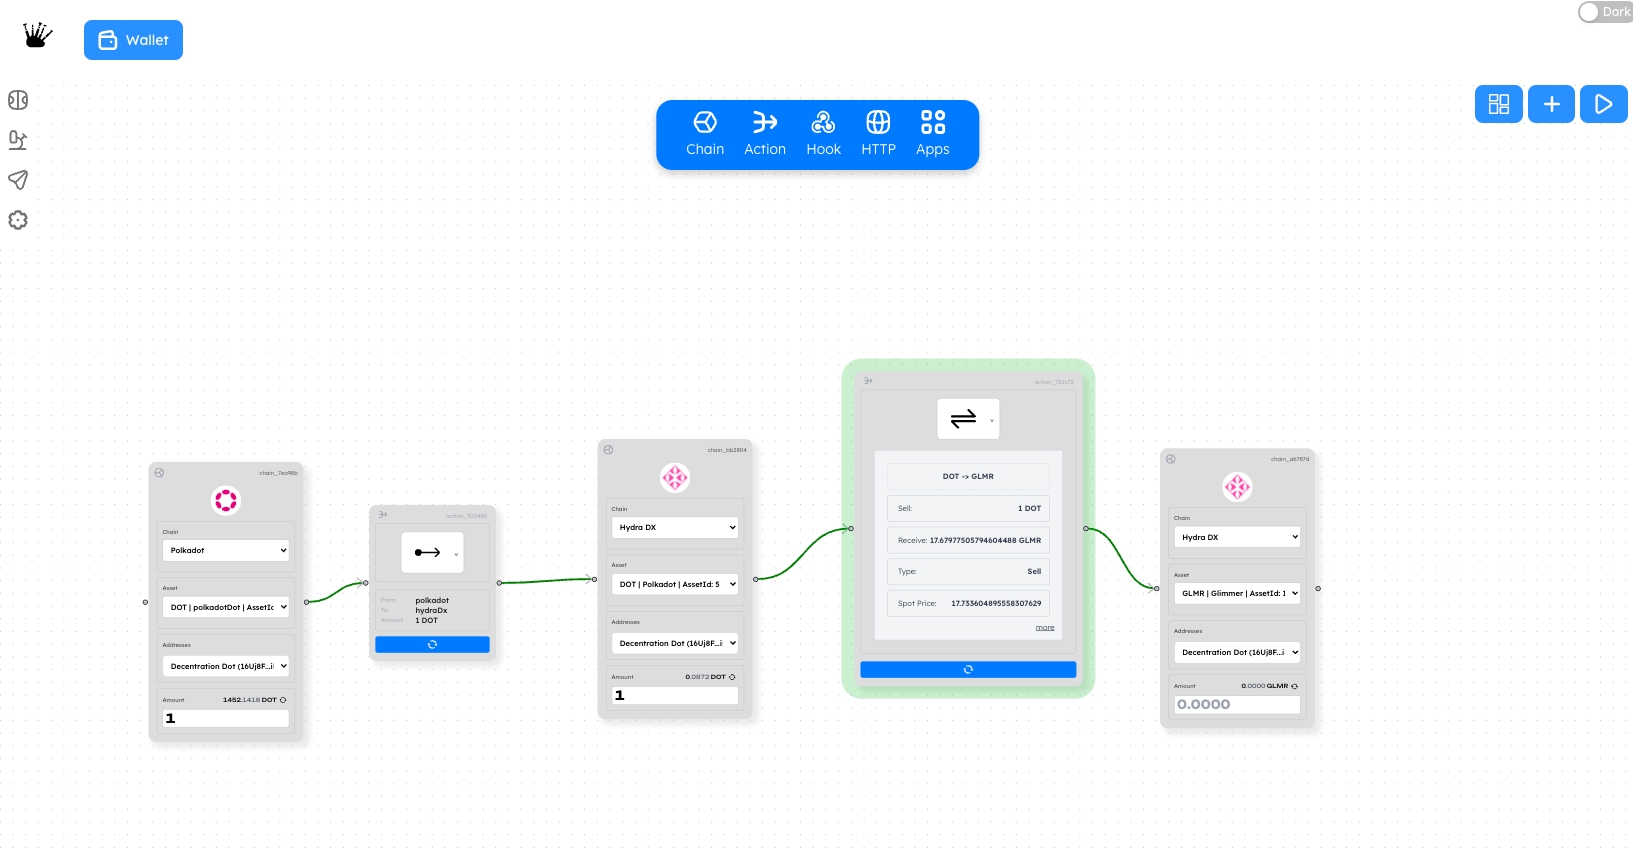 Dark
Wallet
Chain
Action
Hook
HTTP
Apps
chain_7ea98b
Chain
Polkadot
Asset
DOT | polkadotDot | AssetIc
Addresses
Decentration Dot (16Uj8F...i
Amount
1452.1418 DOT
1
From:
polkadot
To:
hydraDx
Amount:
1 DOT
chain_bb2804
Chain
Hydra DX
Asset
DOT | Polkadot | AssetId: 5
Addresses
Decentration Dot (16Uj8F...i
Amount
0.0872 DOT
1
DOT -> GLMR
Sell:
1 DOT
Receive:
17.67977505794604488 GLMR
Type:
Sell
Spot Price:
17.733604895558307629
more
chain_a6787d
Chain
Hydra DX
Asset
GLMR | Glimmer | AssetId: 1
Addresses
Decentration Dot (16Uj8F...i
Amount
0.0000 GLMR
0.0000